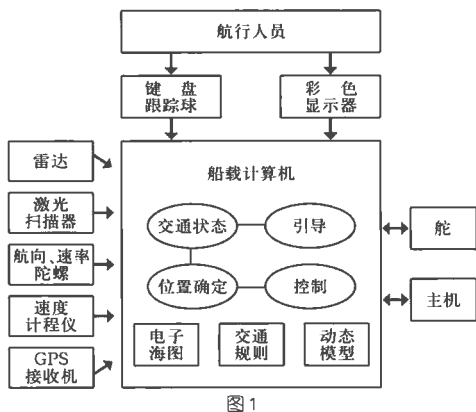 航行人员
键 盘
跟踪球
彩 色
显示器
船载计算机
雷达
激光
扫描器
航向、速率
陀螺
速度
计程仪
GPS
接收机
交通状态
引导
位置确定
控制
电子
海图
交通
规则
动态
模型
舵
主机
图1